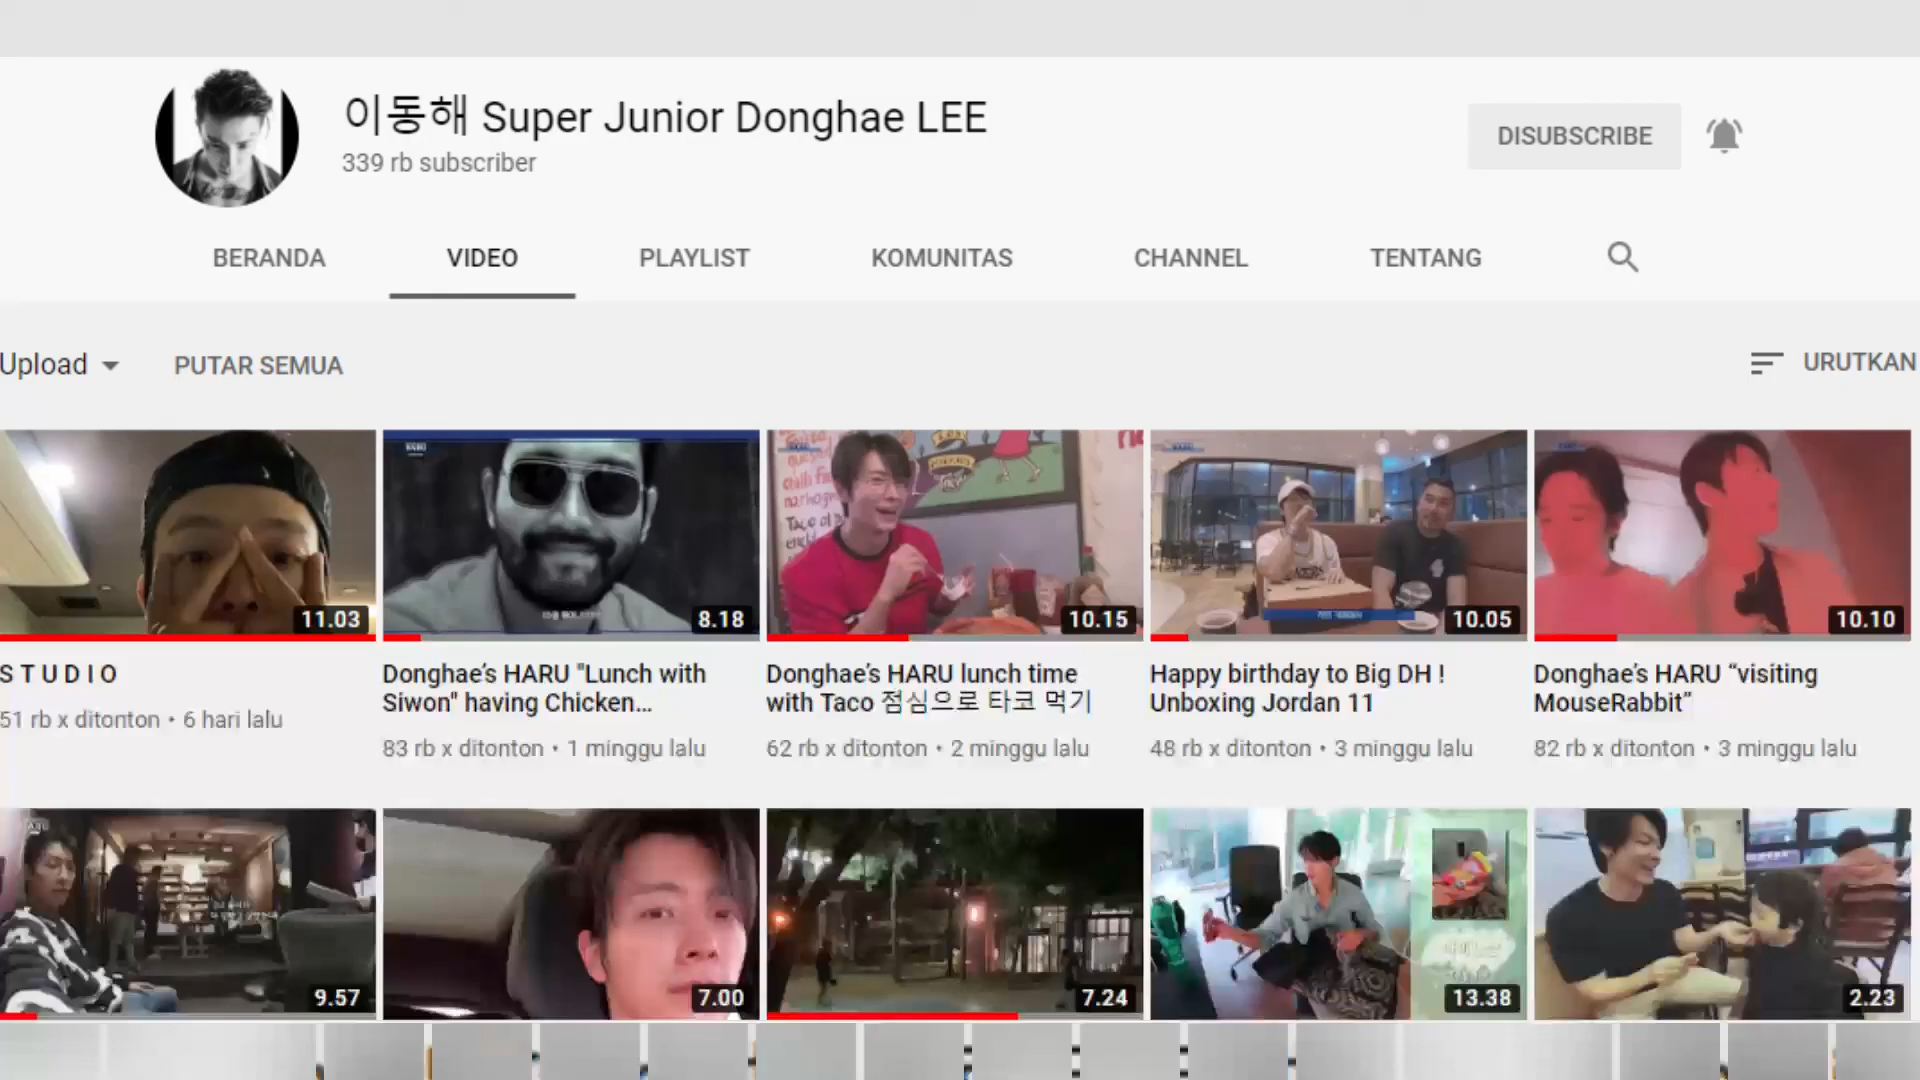 이동해 Super Junior Donghae LEE
339 rb subscriber
DISUBSCRIBE
BERANDA
VIDEO
PLAYLIST
KOMUNITAS
CHANNEL
TENTANG
Upload
PUTAR SEMUA
URUTKAN
11.03
8.18
10.15
10.05
10.10
S T U D I O
51 rb x ditonton • 6 hari lalu
Donghae’s HARU "Lunch with
Siwon" having Chicken...
83 rb x ditonton • 1 minggu lalu
Donghae’s HARU lunch time
with Taco 점심으로 타코 먹기
62 rb x ditonton • 2 minggu lalu
Happy birthday to Big DH !
Unboxing Jordan 11
48 rb x ditonton • 3 minggu lalu
Donghae’s HARU “visiting
MouseRabbit”
82 rb x ditonton • 3 minggu lalu
9.57
7.00
7.24
13.38
2.23